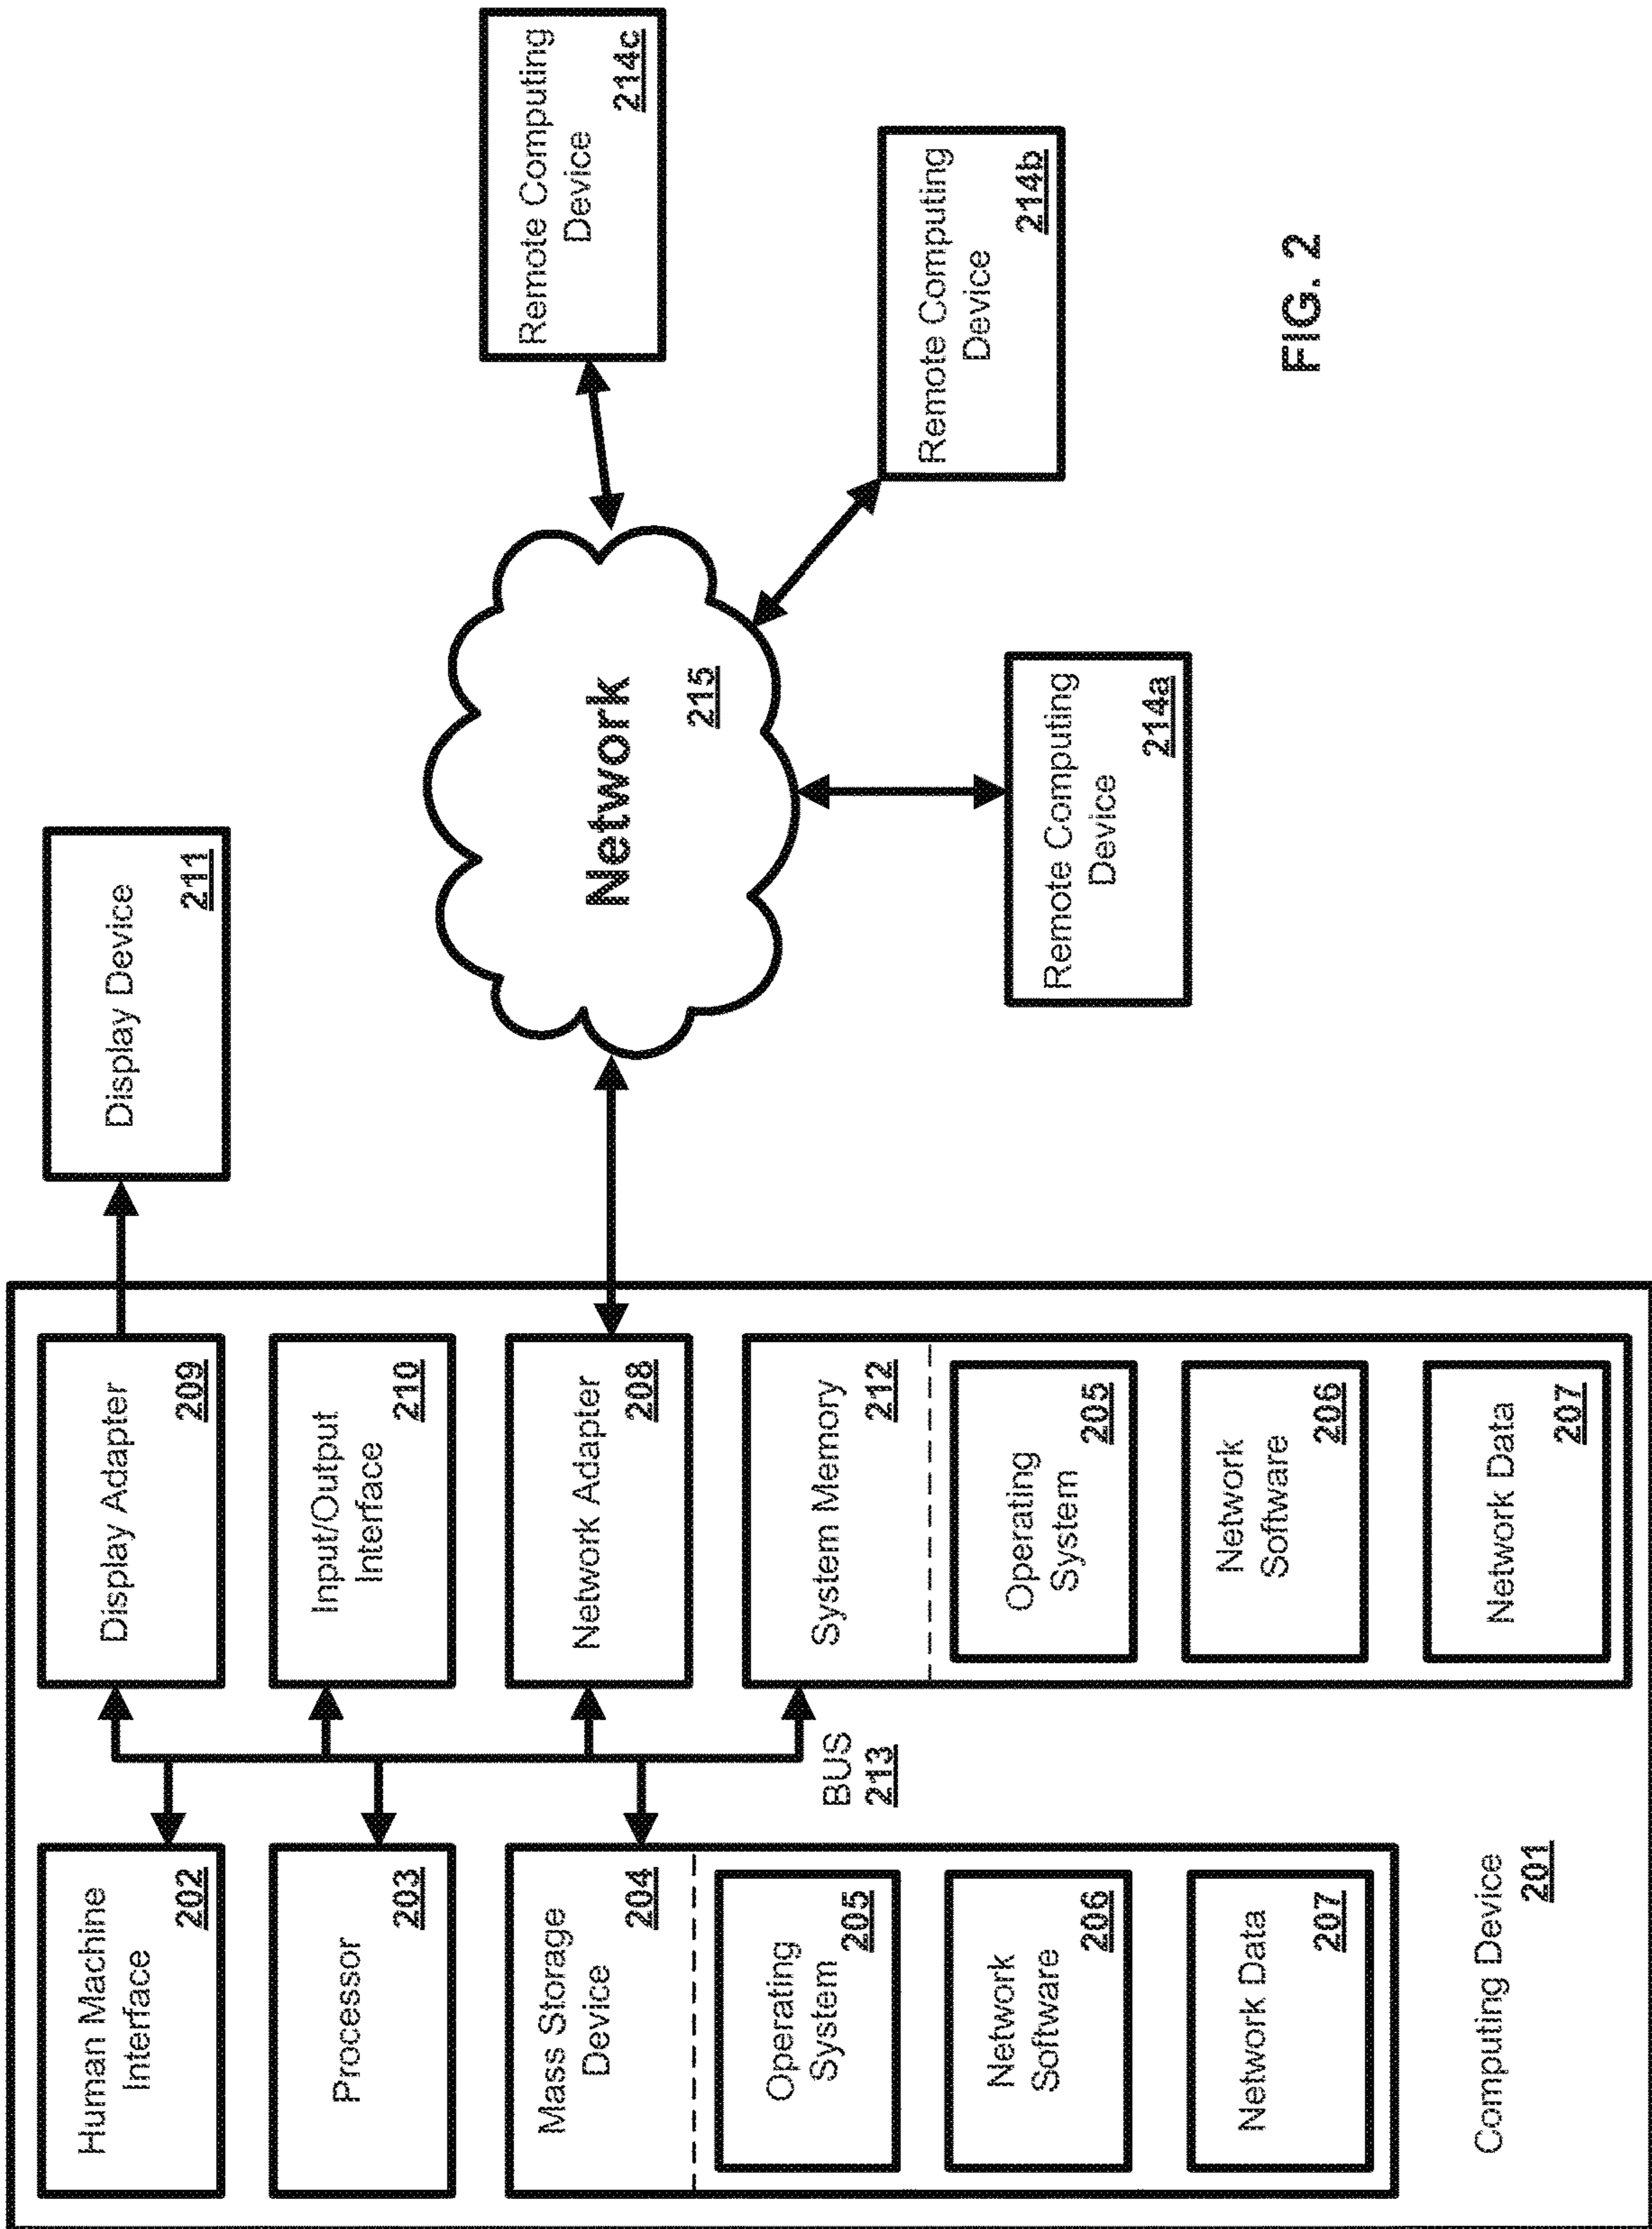 Human Machine
Interface
202
Processor
203
Mass Storage
Device
204
Operating
System
205
Network
Software
206
Network Data
207
Computing Device
201
BUS
213
Display Adapter
209
Input/Output
Interface
210
Network Adapter
208
System Memory
212
Operating
System
205
Network
Software
206
Network Data
207
Display Device
211
Network
215
Remote Computing
Device
214a
Remote Computing
Device
214b
Remote Computing
Device
214c
FIG. 2